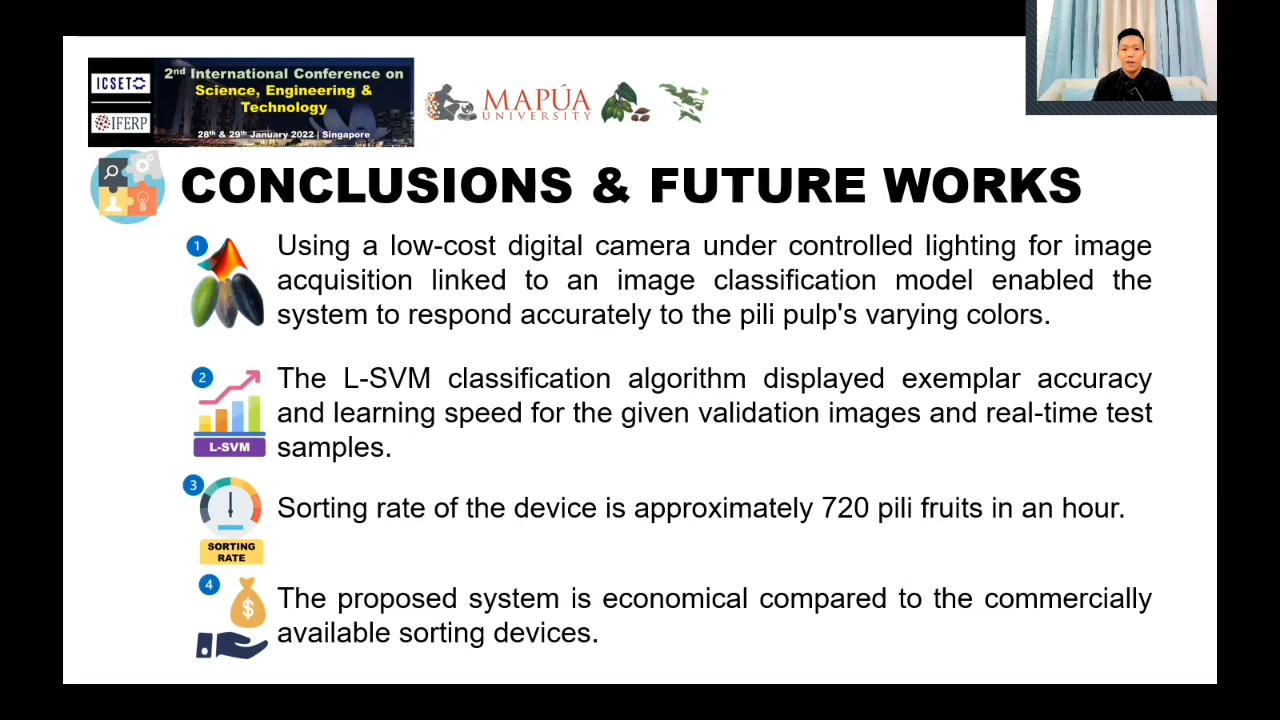 ICSET
2nd International Conference on
Science, Engineering &
Technology
IFERP
28th & 29th January 2022 | Singapore
MAPÚA
UNIVERSITY
CONCLUSIONS & FUTURE WORKS
1
Using a low-cost digital camera under controlled lighting for image
acquisition linked to an image classification model enabled the
system to respond accurately to the pili pulp's varying colors.
2
The L-SVM classification algorithm displayed exemplar accuracy
and learning speed for the given validation images and real-time test
samples.
L-SVM
3
Sorting rate of the device is approximately 720 pili fruits in an hour.
SORTING
RATE
4
The proposed system is economical compared to the commercially
available sorting devices.
$